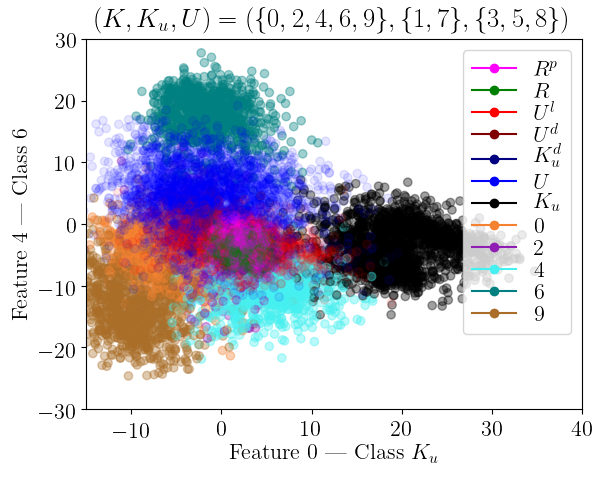 (K, K_u, U) = ({0, 2, 4, 6, 9}, {1, 7}, {3, 5, 8})
30
20
10
0
−10
−20
−30
Feature 4 — Class 6
R^p
R
U^l
U^d
K_u^d
U
K_u
0
2
4
6
9
−10
0
10
20
30
40
Feature 0 — Class K_u